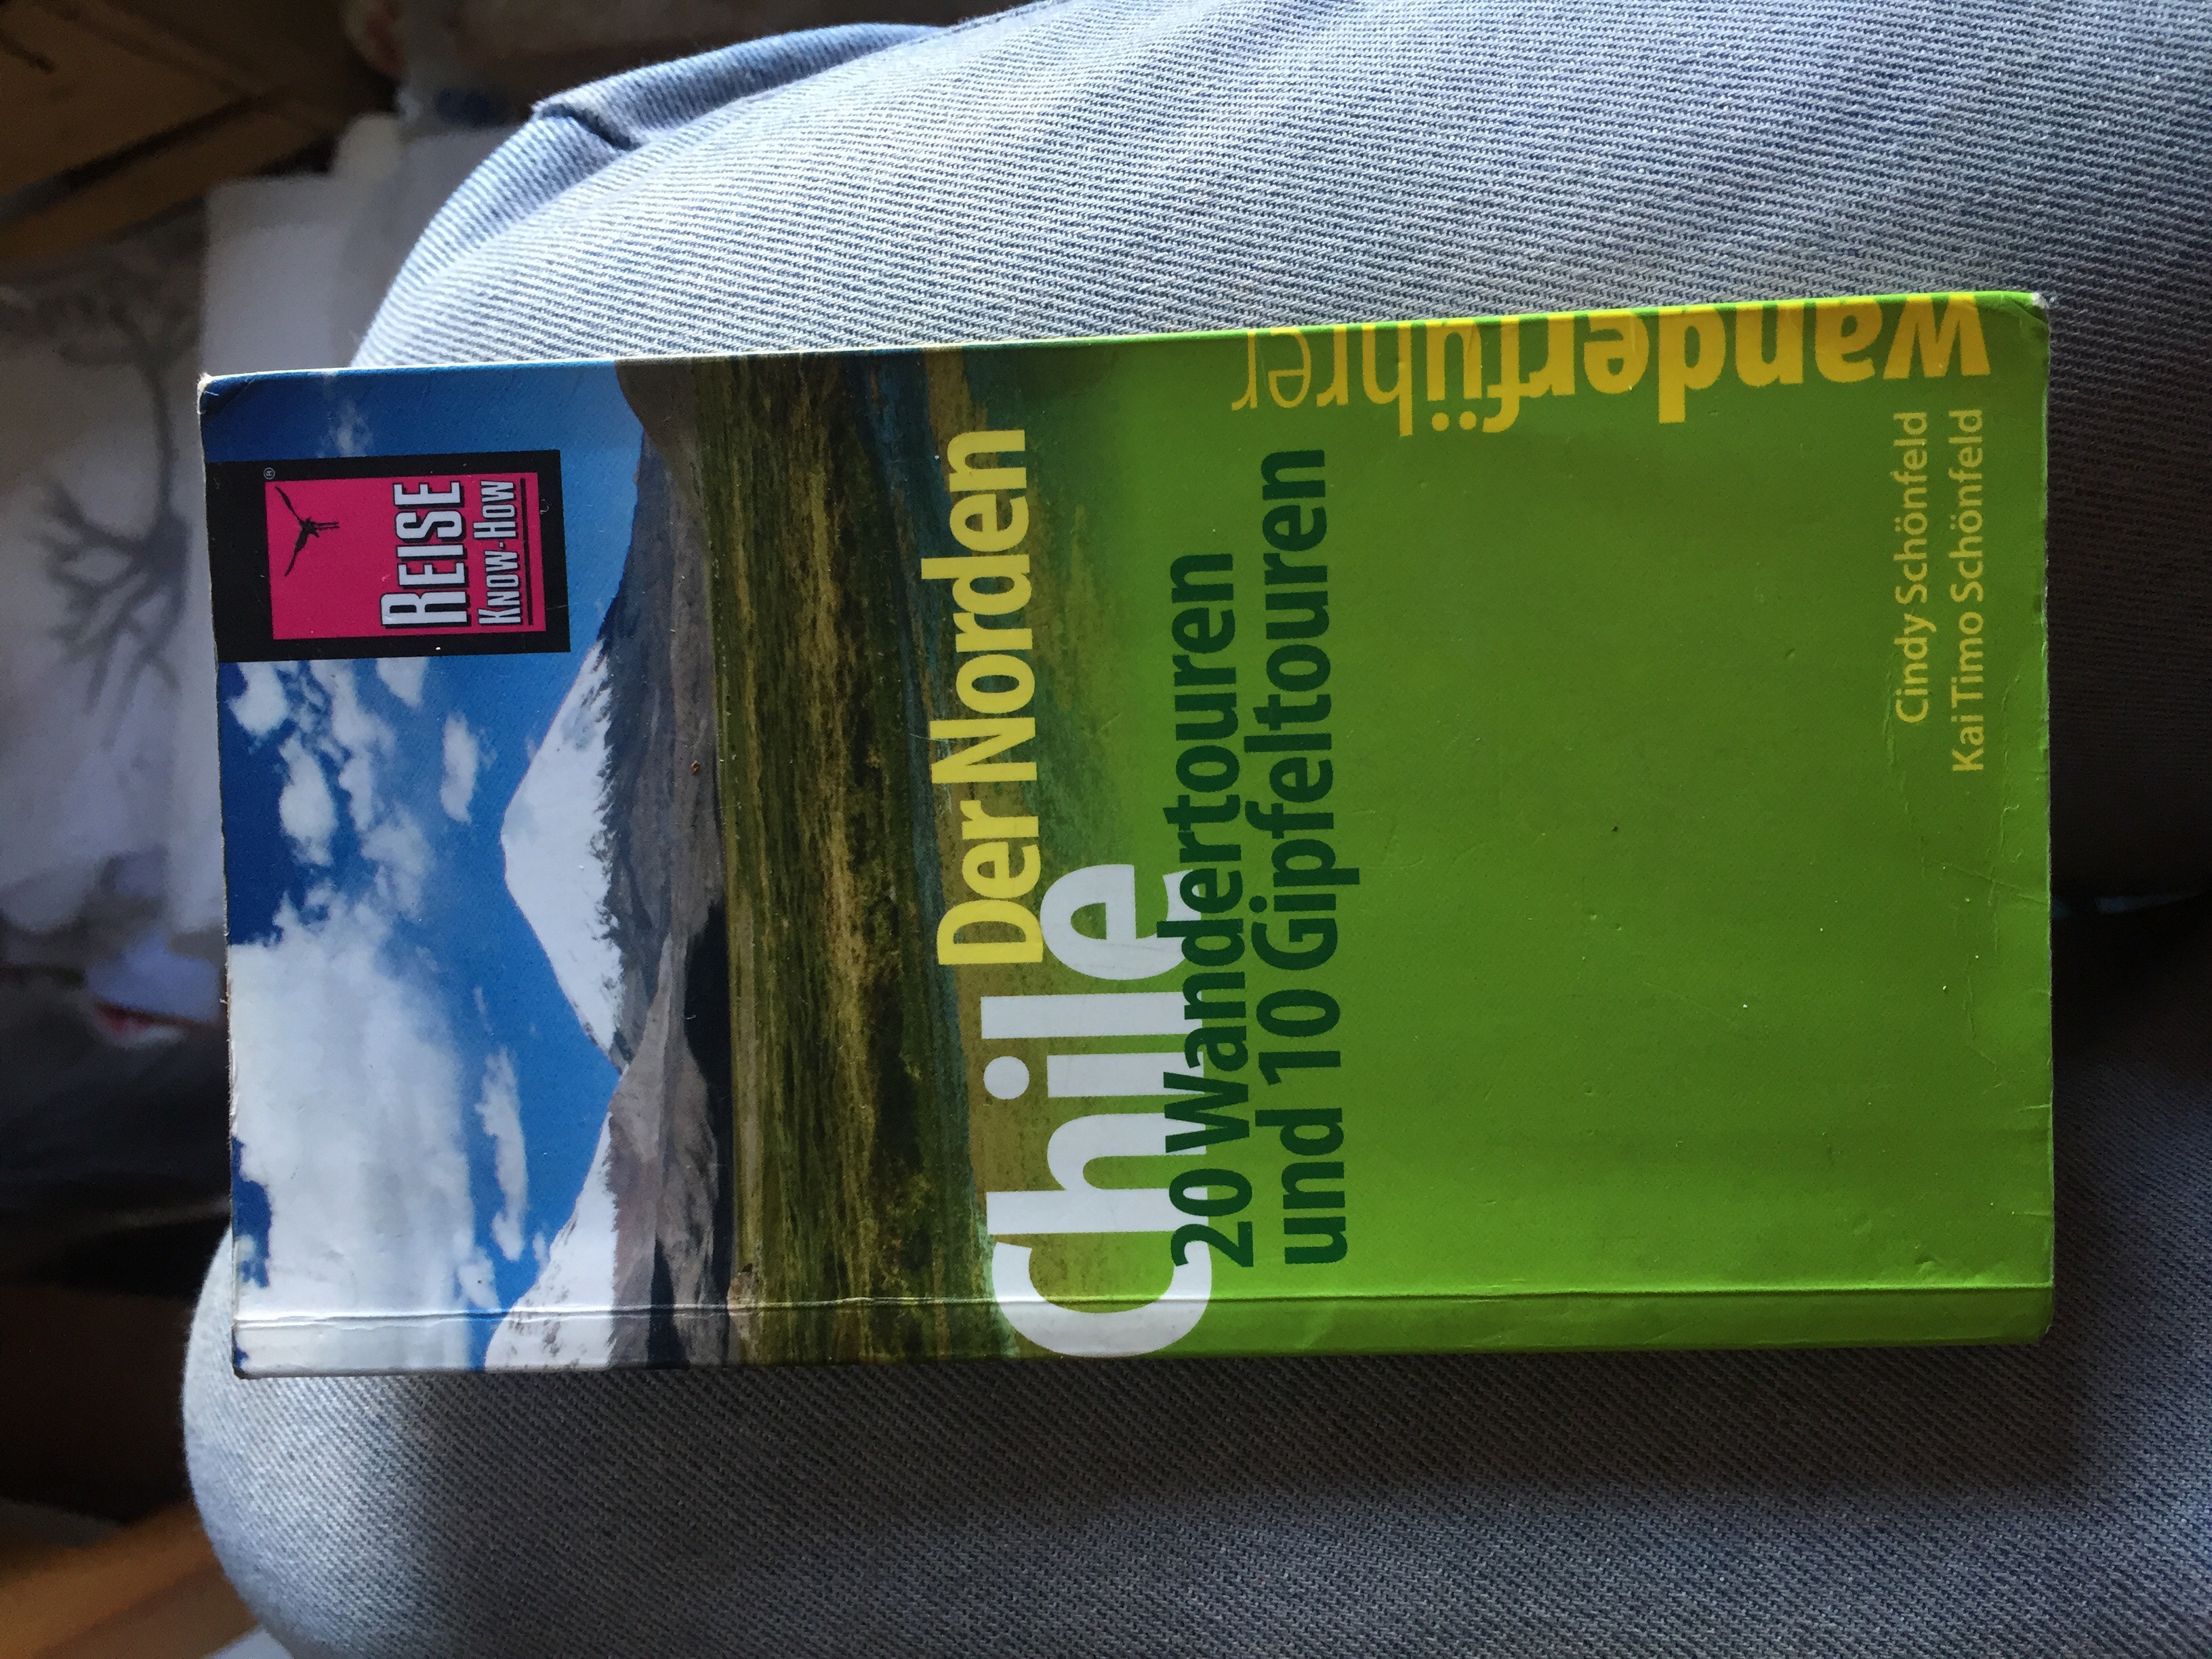 REISE
KNOW-HOW
®
Der Norden
Chile
20 Wandertouren
und 10 Gipfeltouren
wanderführer
Cindy Schönfeld
Kai Timo Schönfeld